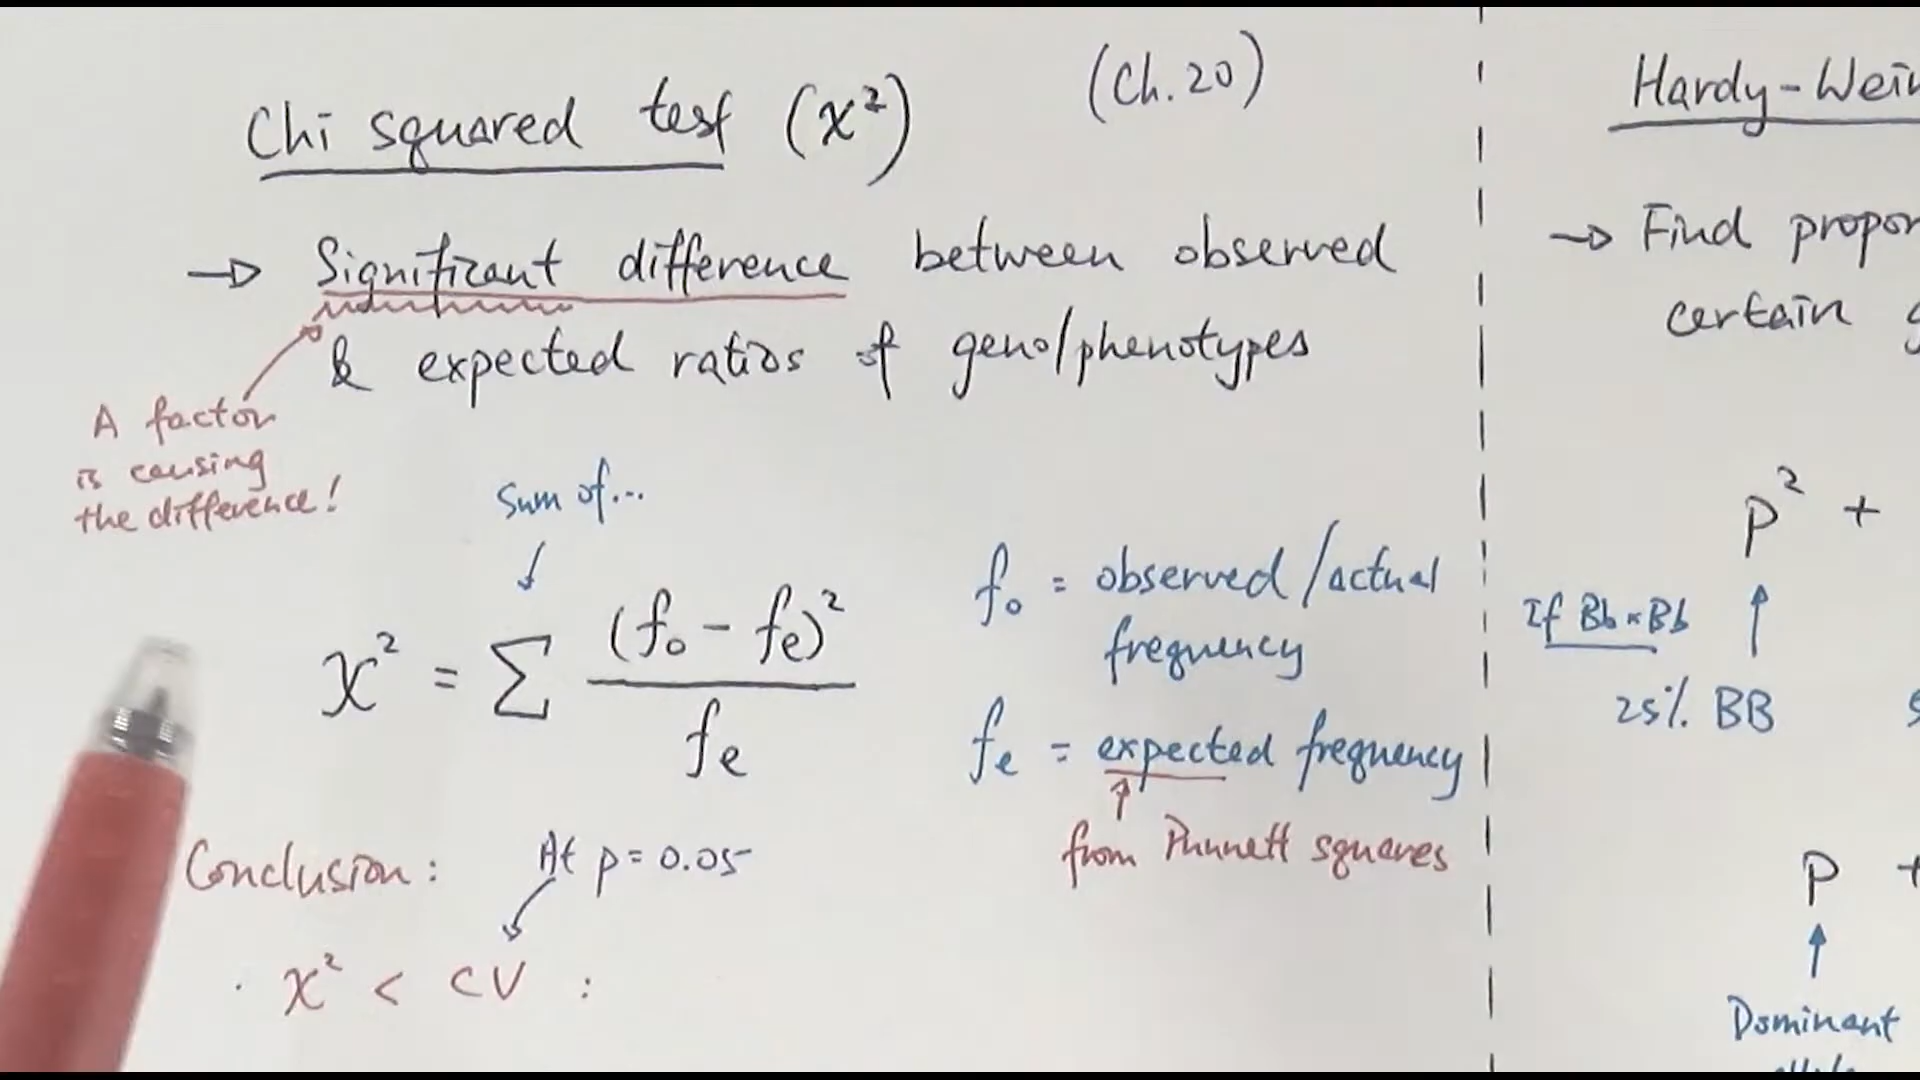 Chi squared test (χ²)
(Ch.20)
→ Significant difference between observed
& expected ratios of geno/phenotypes
A factor
is causing
the difference!
Sum of...
χ² = Σ (fo - fe)² / fe
fo = observed/actual
frequency
fe = expected frequency
from Punnett squares
Conclusion:
At p = 0.05
· χ² < CV :
Hardy-Wein
→ Find propor
certain g
p² +
If Bb × Bb
25% BB
p +
Dominant